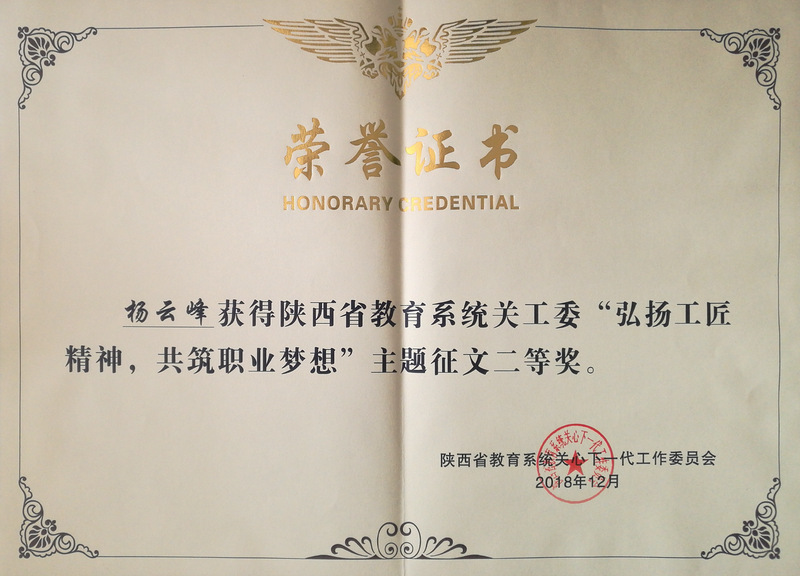 荣誉证书
HONORARY CREDENTIAL
杨云峰获得陕西省教育系统关工委“弘扬工匠
精神，共筑职业梦想”主题征文二等奖。
陕西省教育系统关心下一代工作委员会
2018年12月